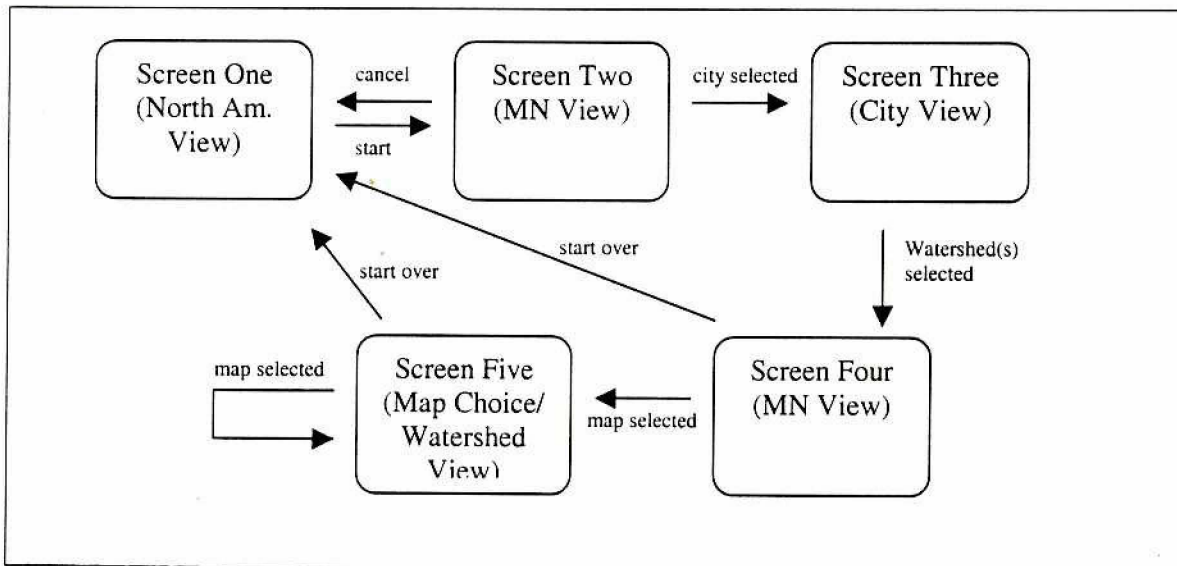 Screen One
(North Am.
View)
cancel
start
Screen Two
(MN View)
city selected
Screen Three
(City View)
Watershed(s)
selected
start over
start over
Screen Four
(MN View)
map selected
Screen Five
(Map Choice/
Watershed
View)
map selected